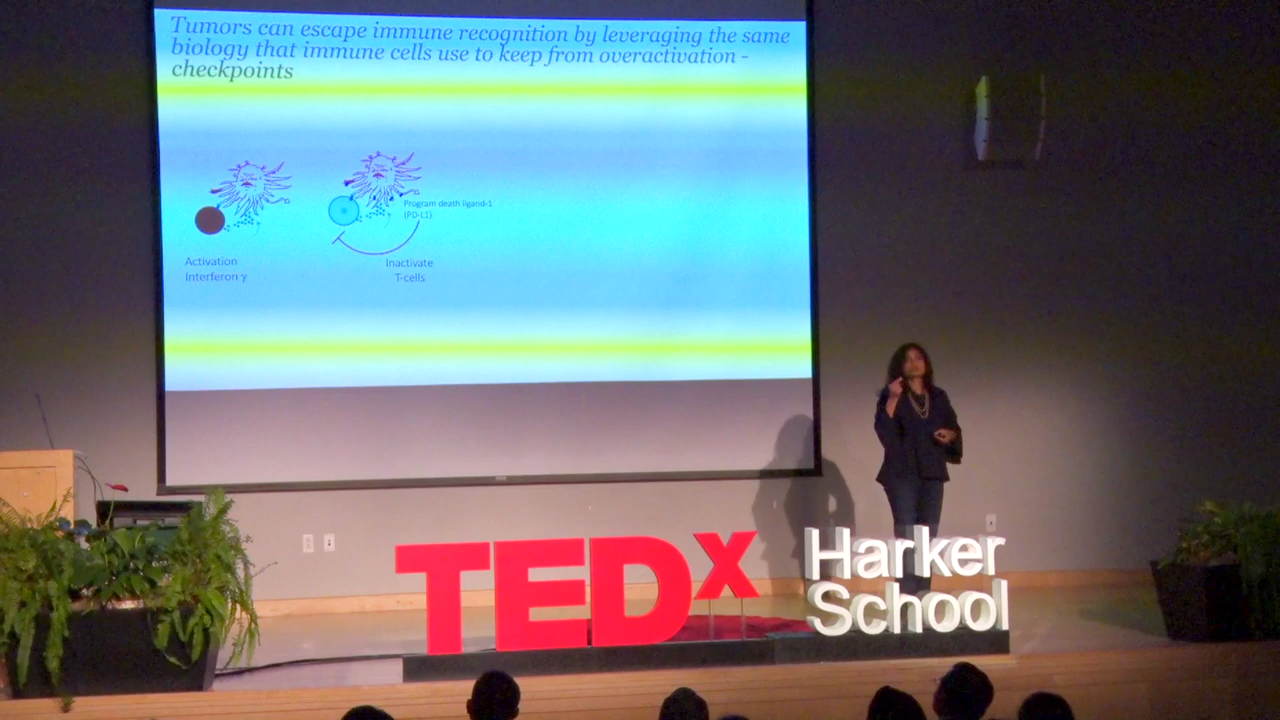 Tumors can escape immune recognition by leveraging the same
biology that immune cells use to keep from overactivation -
checkpoints
Program death ligand-1
(PD-L1)
Activation
Interferon γ
Inactivate
T-cells
TEDx
Harker
School